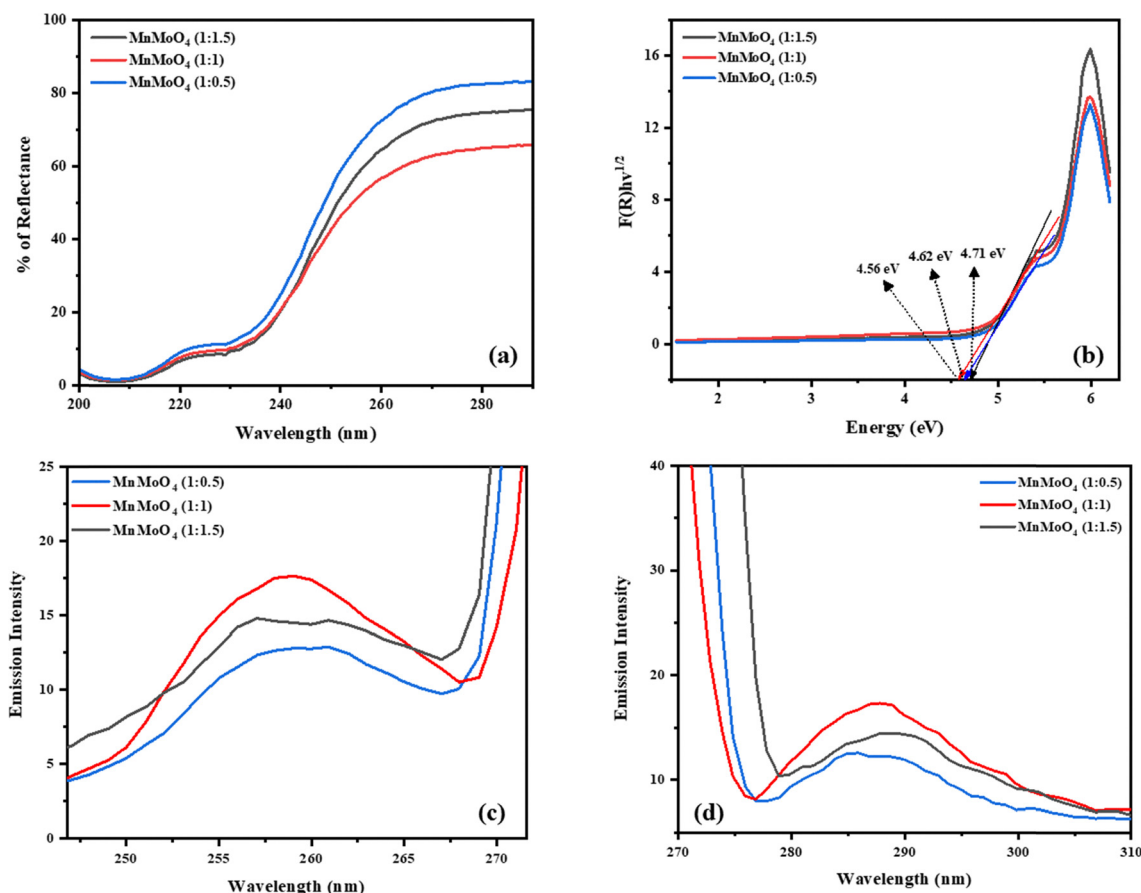 100
80
60
40
20
0
% of Reflectance
MnMoO₄ (1:1.5)
MnMoO₄ (1:1)
MnMoO₄ (1:0.5)
(a)
200 220 240 260 280
Wavelength (nm)
16
12
8
4
0
F(R)hv^1/2
MnMoO₄ (1:1.5)
MnMoO₄ (1:1)
MnMoO₄ (1:0.5)
4.56 eV
4.62 eV
4.71 eV
(b)
2 3 4 5 6
Energy (eV)
25
20
15
10
5
0
Emission Intensity
MnMoO₄ (1:0.5)
MnMoO₄ (1:1)
MnMoO₄ (1:1.5)
(c)
250 255 260 265 270
Wavelength (nm)
40
30
20
10
Emission Intensity
MnMoO₄ (1:0.5)
MnMoO₄ (1:1)
MnMoO₄ (1:1.5)
(d)
270 280 290 300 310
Wavelength (nm)